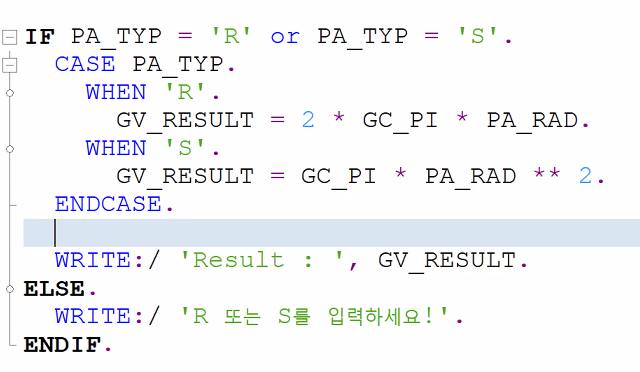 IF PA_TYP = 'R' or PA_TYP = 'S'.
CASE PA_TYP.
WHEN 'R'.
GV_RESULT = 2 * GC_PI * PA_RAD.
WHEN 'S'.
GV_RESULT = GC_PI * PA_RAD ** 2.
ENDCASE.
WRITE:/ 'Result : ', GV_RESULT.
ELSE.
WRITE:/ 'R 또는 S를 입력하세요!'.
ENDIF.